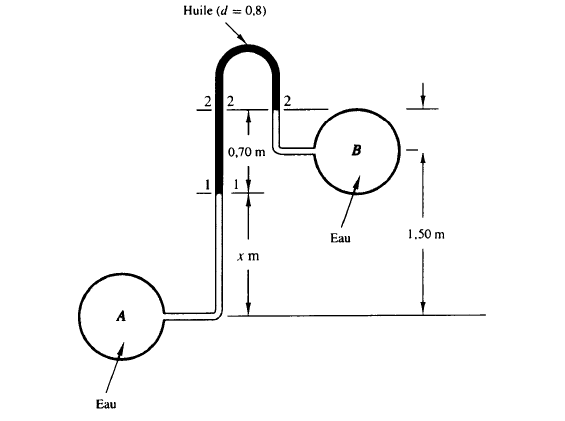 Huile (d = 0,8)
2 2 2
0,70 m B
1 1
Eau 1,50 m
x m
A
Eau